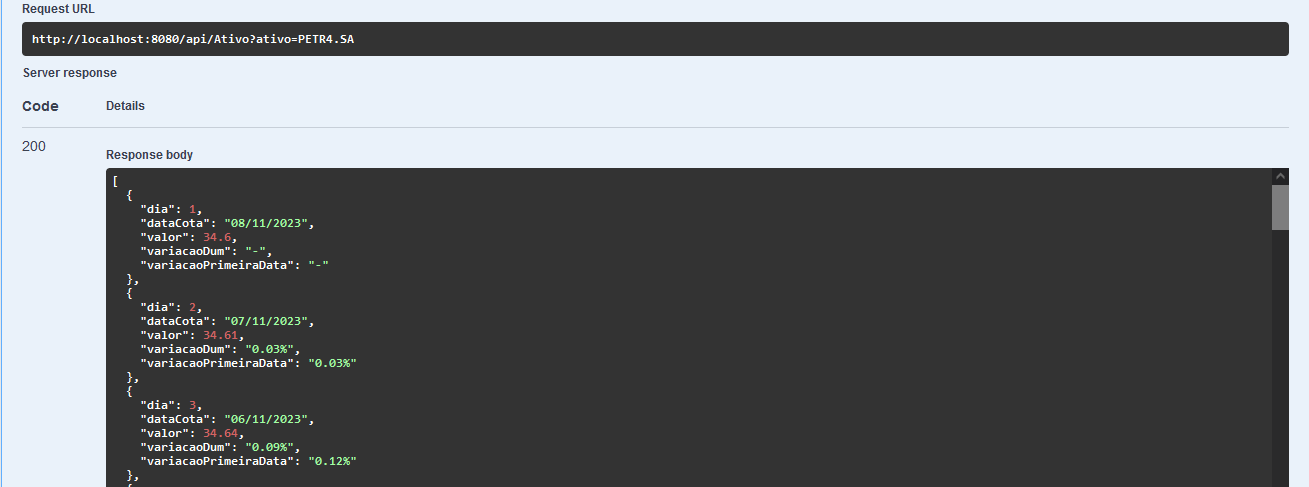 Request URL
http://localhost:8080/api/Ativo?ativo=PETR4.SA
Server response
Code Details
200
Response body
[
  {
    "dia": 1,
    "dataCota": "08/11/2023",
    "valor": 34.6,
    "variacaoDum": "-",
    "variacaoPrimeiraData": "-"
  },
  {
    "dia": 2,
    "dataCota": "07/11/2023",
    "valor": 34.61,
    "variacaoDum": "0.03%",
    "variacaoPrimeiraData": "0.03%"
  },
  {
    "dia": 3,
    "dataCota": "06/11/2023",
    "valor": 34.64,
    "variacaoDum": "0.09%",
    "variacaoPrimeiraData": "0.12%"
  },
  {